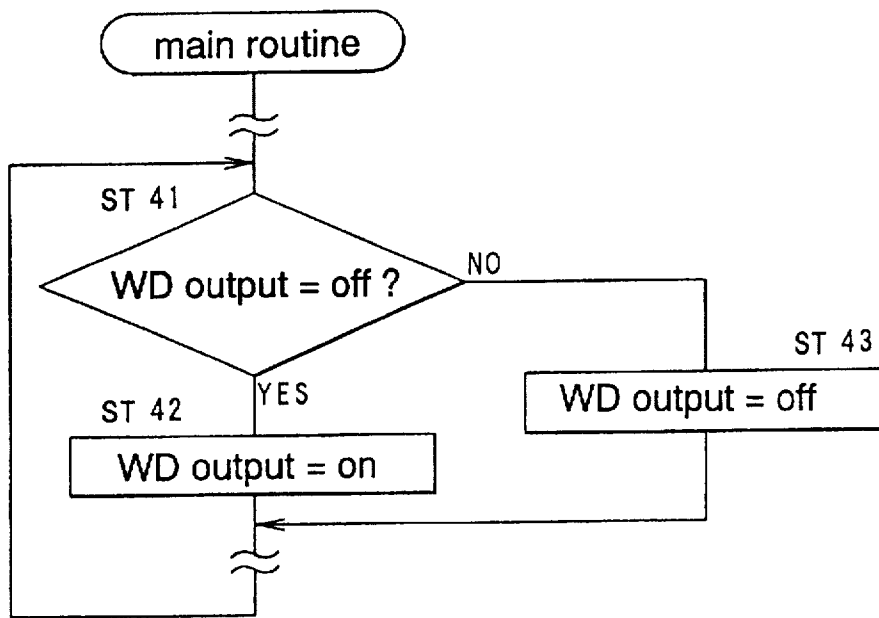 main routine
ST 41
WD output = off ?
NO
YES
ST 42
WD output = on
ST 43
WD output = off